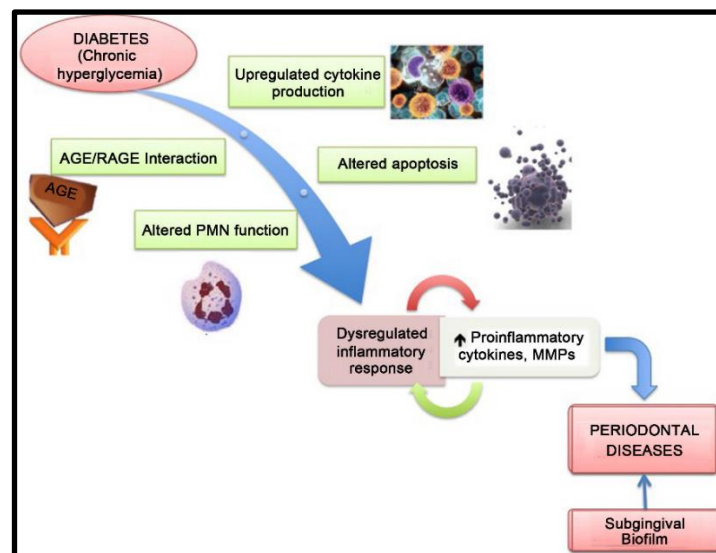 DIABETES
(Chronic
hyperglycemia)
Upregulated cytokine
production
AGE/RAGE Interaction
AGE
Altered apoptosis
Altered PMN function
Dysregulated
inflammatory
response
↑ Proinflammatory
cytokines, MMPs
PERIODONTAL
DISEASES
Subgingival
Biofilm